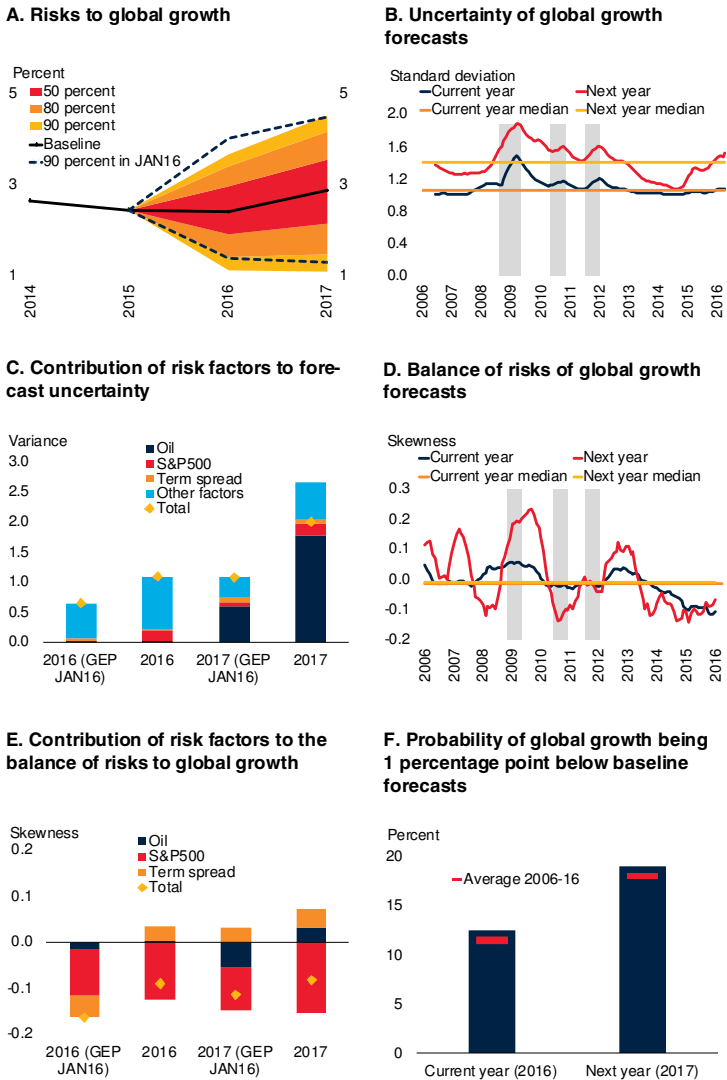 A. Risks to global growth
Percent
5
5
50 percent
80 percent
90 percent
Baseline
90 percent in JAN16
3
3
1
1
2014
2015
2016
2017
B. Uncertainty of global growth
forecasts
Standard deviation
Current year
Next year
Current year median
Next year median
2.0
1.6
1.2
0.8
0.4
0.0
2006
2007
2008
2009
2010
2011
2012
2013
2014
2015
2016
C. Contribution of risk factors to fore-
cast uncertainty
Variance
Oil
S&P500
Term spread
Other factors
Total
3.0
2.5
2.0
1.5
1.0
0.5
0.0
2016 (GEP
JAN16)
2016
2017 (GEP
JAN16)
2017
D. Balance of risks of global growth
forecasts
Skewness
Current year
Next year
Current year median
Next year median
0.3
0.2
0.1
0.0
-0.1
-0.2
2006
2007
2008
2009
2010
2011
2012
2013
2014
2015
2016
E. Contribution of risk factors to the
balance of risks to global growth
Skewness
Oil
S&P500
Term spread
Total
0.2
0.1
0.0
-0.1
-0.2
2016 (GEP
JAN16)
2016
2017 (GEP
JAN16)
2017
F. Probability of global growth being
1 percentage point below baseline
forecasts
Percent
20
Average 2006-16
15
10
5
0
Current year (2016)
Next year (2017)